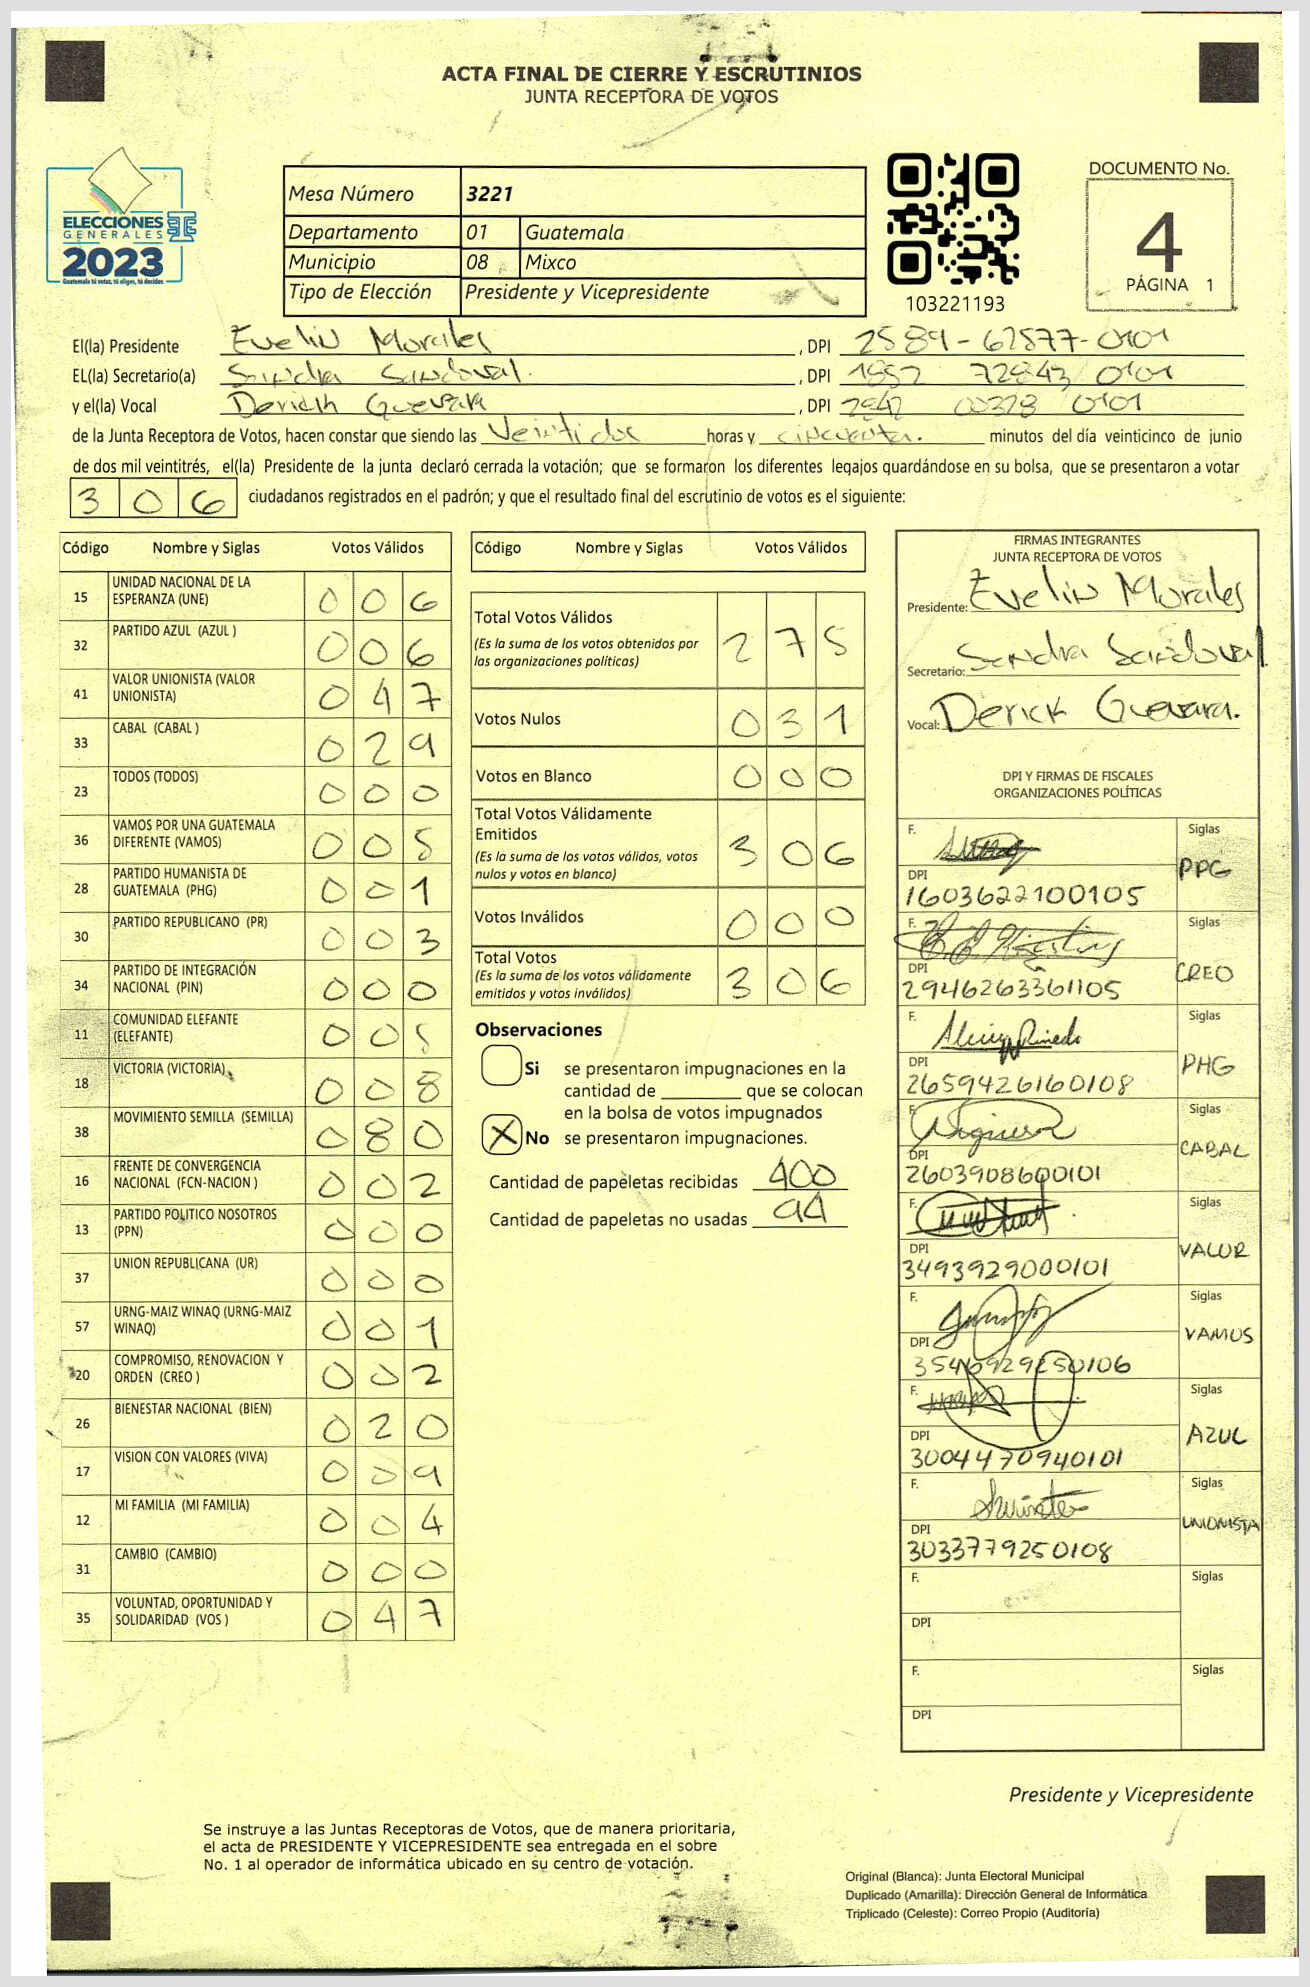 ACTA FINAL DE CIERRE Y ESCRUTINIOS
JUNTA RECEPTORA DE VOTOS
ELECCIONES
GENERALES
2023
Guatemala tú votas, tú eliges, tú decides
Mesa Número 3221
Departamento 01 Guatemala
Municipio 08 Mixco
Tipo de Elección Presidente y Vicepresidente
103221193
DOCUMENTO No.
4
PÁGINA 1
El(la) Presidente Evelin Morales , DPI 2589-62577-0101
EL(la) Secretario(a) Sandra Sandoval. , DPI 1852 72843 0101
y el(la) Vocal Derick Guevara , DPI 2942 00328 0101
de la Junta Receptora de Votos, hacen constar que siendo las Veintidos horas y cincuenta. minutos del día veinticinco de junio
de dos mil veintitrés, el(la) Presidente de la junta declaró cerrada la votación; que se formaron los diferentes legajos guardándose en su bolsa, que se presentaron a votar
3 0 6 ciudadanos registrados en el padrón; y que el resultado final del escrutinio de votos es el siguiente:
Código Nombre y Siglas Votos Válidos
15 UNIDAD NACIONAL DE LA ESPERANZA (UNE) 0 0 6
32 PARTIDO AZUL (AZUL ) 0 0 6
41 VALOR UNIONISTA (VALOR UNIONISTA) 0 4 7
33 CABAL (CABAL ) 0 2 9
23 TODOS (TODOS) 0 0 0
36 VAMOS POR UNA GUATEMALA DIFERENTE (VAMOS) 0 0 5
28 PARTIDO HUMANISTA DE GUATEMALA (PHG) 0 0 1
30 PARTIDO REPUBLICANO (PR) 0 0 3
34 PARTIDO DE INTEGRACIÓN NACIONAL (PIN) 0 0 0
11 COMUNIDAD ELEFANTE (ELEFANTE) 0 0 5
18 VICTORIA (VICTORIA) 0 0 8
38 MOVIMIENTO SEMILLA (SEMILLA) 0 8 0
16 FRENTE DE CONVERGENCIA NACIONAL (FCN-NACION ) 0 0 2
13 PARTIDO POLITICO NOSOTROS (PPN) 0 0 0
37 UNION REPUBLICANA (UR) 0 0 0
57 URNG-MAIZ WINAQ (URNG-MAIZ WINAQ) 0 0 1
20 COMPROMISO, RENOVACION Y ORDEN (CREO ) 0 0 2
26 BIENESTAR NACIONAL (BIEN) 0 2 0
17 VISION CON VALORES (VIVA) 0 0 9
12 MI FAMILIA (MI FAMILIA) 0 0 4
31 CAMBIO (CAMBIO) 0 0 0
35 VOLUNTAD, OPORTUNIDAD Y SOLIDARIDAD (VOS ) 0 4 7
Código Nombre y Siglas Votos Válidos
Total Votos Válidos 2 7 5
(Es la suma de los votos obtenidos por
las organizaciones políticas)
Votos Nulos 0 3 1
Votos en Blanco 0 0 0
Total Votos Válidamente
Emitidos 3 0 6
(Es la suma de los votos válidos, votos
nulos y votos en blanco)
Votos Inválidos 0 0 0
Total Votos 3 0 6
(Es la suma de los votos válidamente
emitidos y votos inválidos)
Observaciones
Si se presentaron impugnaciones en la
cantidad de ________ que se colocan
en la bolsa de votos impugnados
X No se presentaron impugnaciones.
Cantidad de papeletas recibidas 400
Cantidad de papeletas no usadas 94
FIRMAS INTEGRANTES
JUNTA RECEPTORA DE VOTOS
Presidente: Evelin Morales
Secretario: Sandra Sandoval
Vocal: Derick Guevara.
DPI Y FIRMAS DE FISCALES
ORGANIZACIONES POLÍTICAS
F. Siglas PPG
DPI 1603622100105
F. Siglas CREO
DPI 2946263361105
F. Siglas PHG
DPI 2659426160108
F. Siglas CABAL
DPI 2603908600101
F. Siglas VALOR
DPI 3493929000101
F. Siglas VAMOS
DPI 3546929250106
F. Siglas AZUL
DPI 3004470940101
F. Siglas UNIONISTA
DPI 3033779250108
F. Siglas
DPI
F. Siglas
DPI
Presidente y Vicepresidente
Se instruye a las Juntas Receptoras de Votos, que de manera prioritaria,
el acta de PRESIDENTE Y VICEPRESIDENTE sea entregada en el sobre
No. 1 al operador de informática ubicado en su centro de votación.
Original (Blanca): Junta Electoral Municipal
Duplicado (Amarilla): Dirección General de Informática
Triplicado (Celeste): Correo Propio (Auditoría)